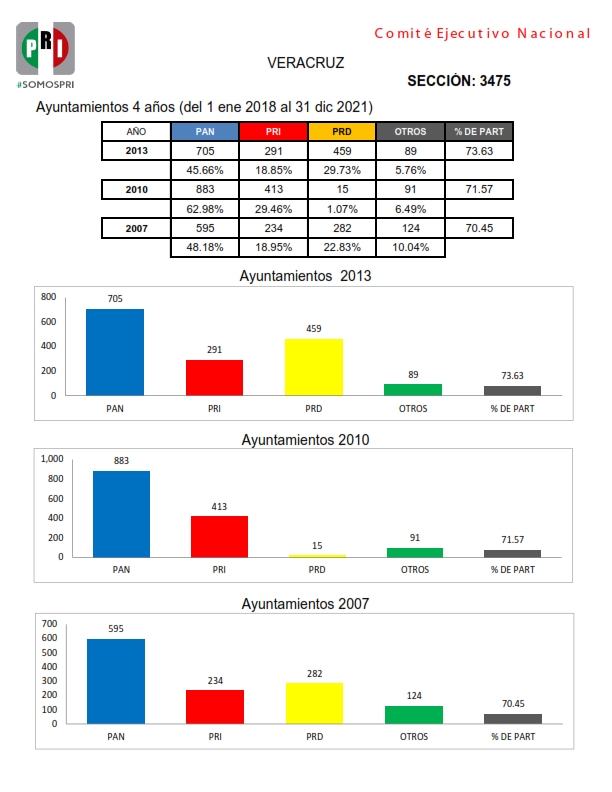 Comité Ejecutivo Nacional
PRI
#SOMOSPRI
VERACRUZ
SECCIÓN: 3475
Ayuntamientos 4 años (del 1 ene 2018 al 31 dic 2021)
AÑO PAN PRI PRD OTROS % DE PART
2013 705 291 459 89 73.63
45.66% 18.85% 29.73% 5.76%
2010 883 413 15 91 71.57
62.98% 29.46% 1.07% 6.49%
2007 595 234 282 124 70.45
48.18% 18.95% 22.83% 10.04%
Ayuntamientos 2013
800
705
600
459
400
291
200
89
73.63
0
PAN PRI PRD OTROS % DE PART
Ayuntamientos 2010
1,000
883
800
600
413
400
200
15
91
71.57
0
PAN PRI PRD OTROS % DE PART
Ayuntamientos 2007
700
595
600
500
400
300
234
282
200
124
100
70.45
0
PAN PRI PRD OTROS % DE PART